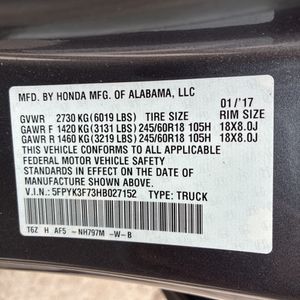 MFD. BY HONDA MFG. OF ALABAMA, LLC
GVWR 2730 KG(6019 LBS) TIRE SIZE 01/'17 RIM SIZE
GAWR F 1420 KG(3131 LBS) 245/60R18 105H 18X8.0J
GAWR R 1460 KG(3219 LBS) 245/60R18 105H 18X8.0J
THIS VEHICLE CONFORMS TO ALL APPLICABLE
FEDERAL MOTOR VEHICLE SAFETY
STANDARDS IN EFFECT ON THE DATE OF
MANUFACTURE SHOWN ABOVE.
V.I.N.: 5FPYK3F73HB027152 TYPE: TRUCK
T6Z H AF5 -NH797M -W-B